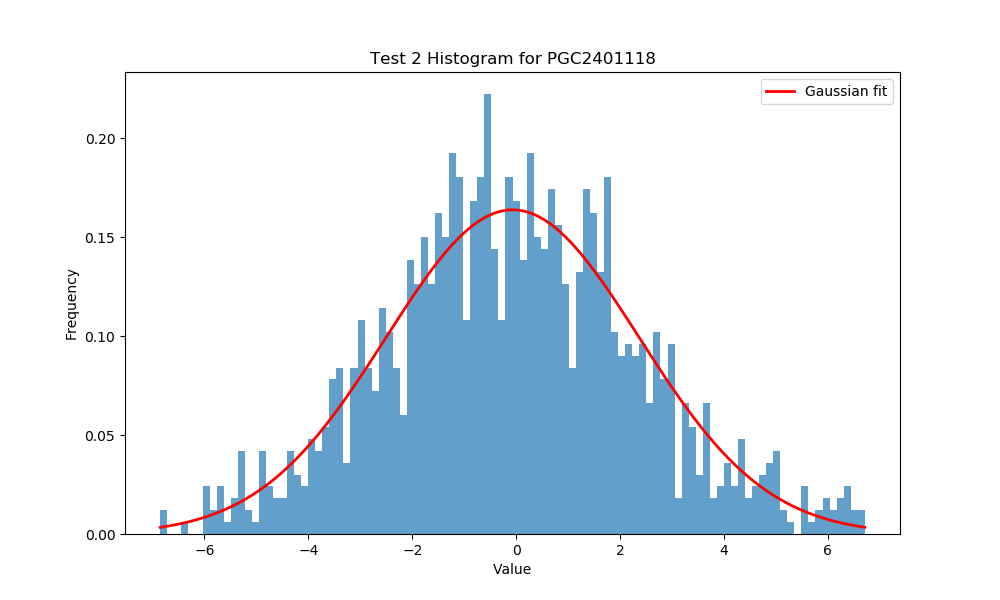 Test 2 Histogram for PGC2401118
Gaussian fit
0.20
0.15
0.10
0.05
0.00
Frequency
−6 −4 −2 0 2 4 6
Value